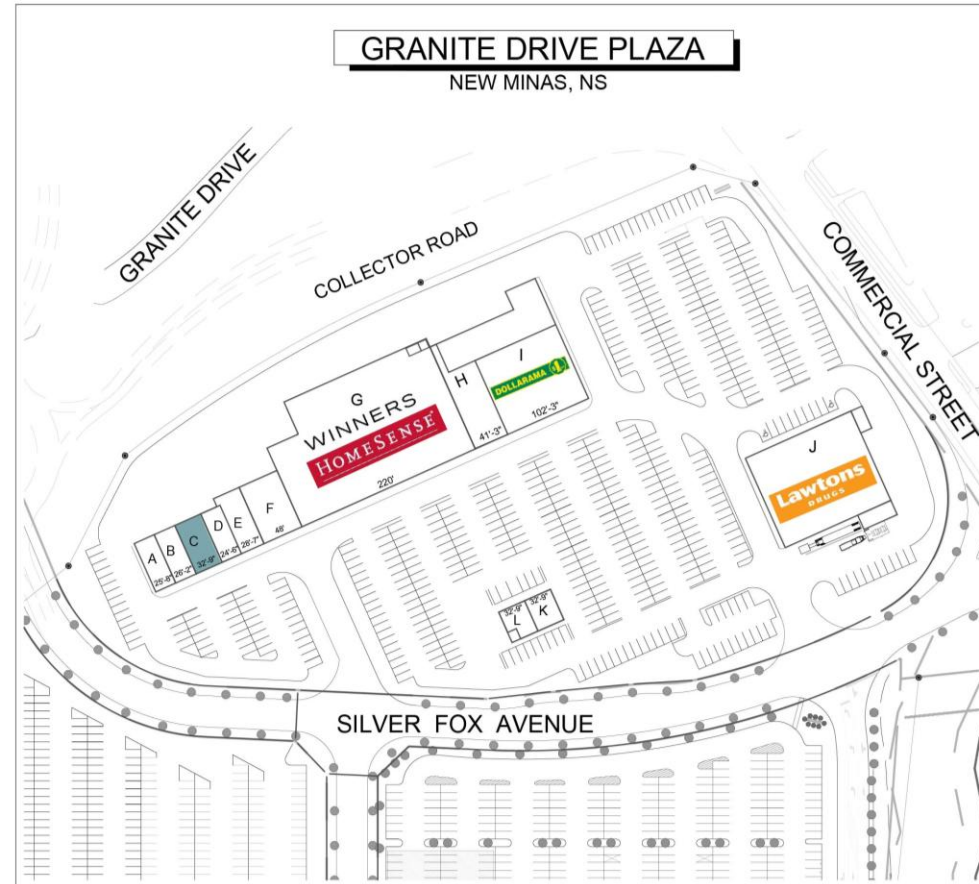 GRANITE DRIVE PLAZA
NEW MINAS, NS
GRANITE DRIVE
COLLECTOR ROAD
COMMERCIAL STREET
I
DOLLARAMA
102'-3"
H
41'-3"
G
WINNERS
HOMESENSE
220'
J
Lawtons
DRUGS
F
48'
E
28'-7"
D
24'-6"
C
32'-9"
B
26'-2"
A
25'-8"
32'-9" 32'-9"
L K
SILVER FOX AVENUE